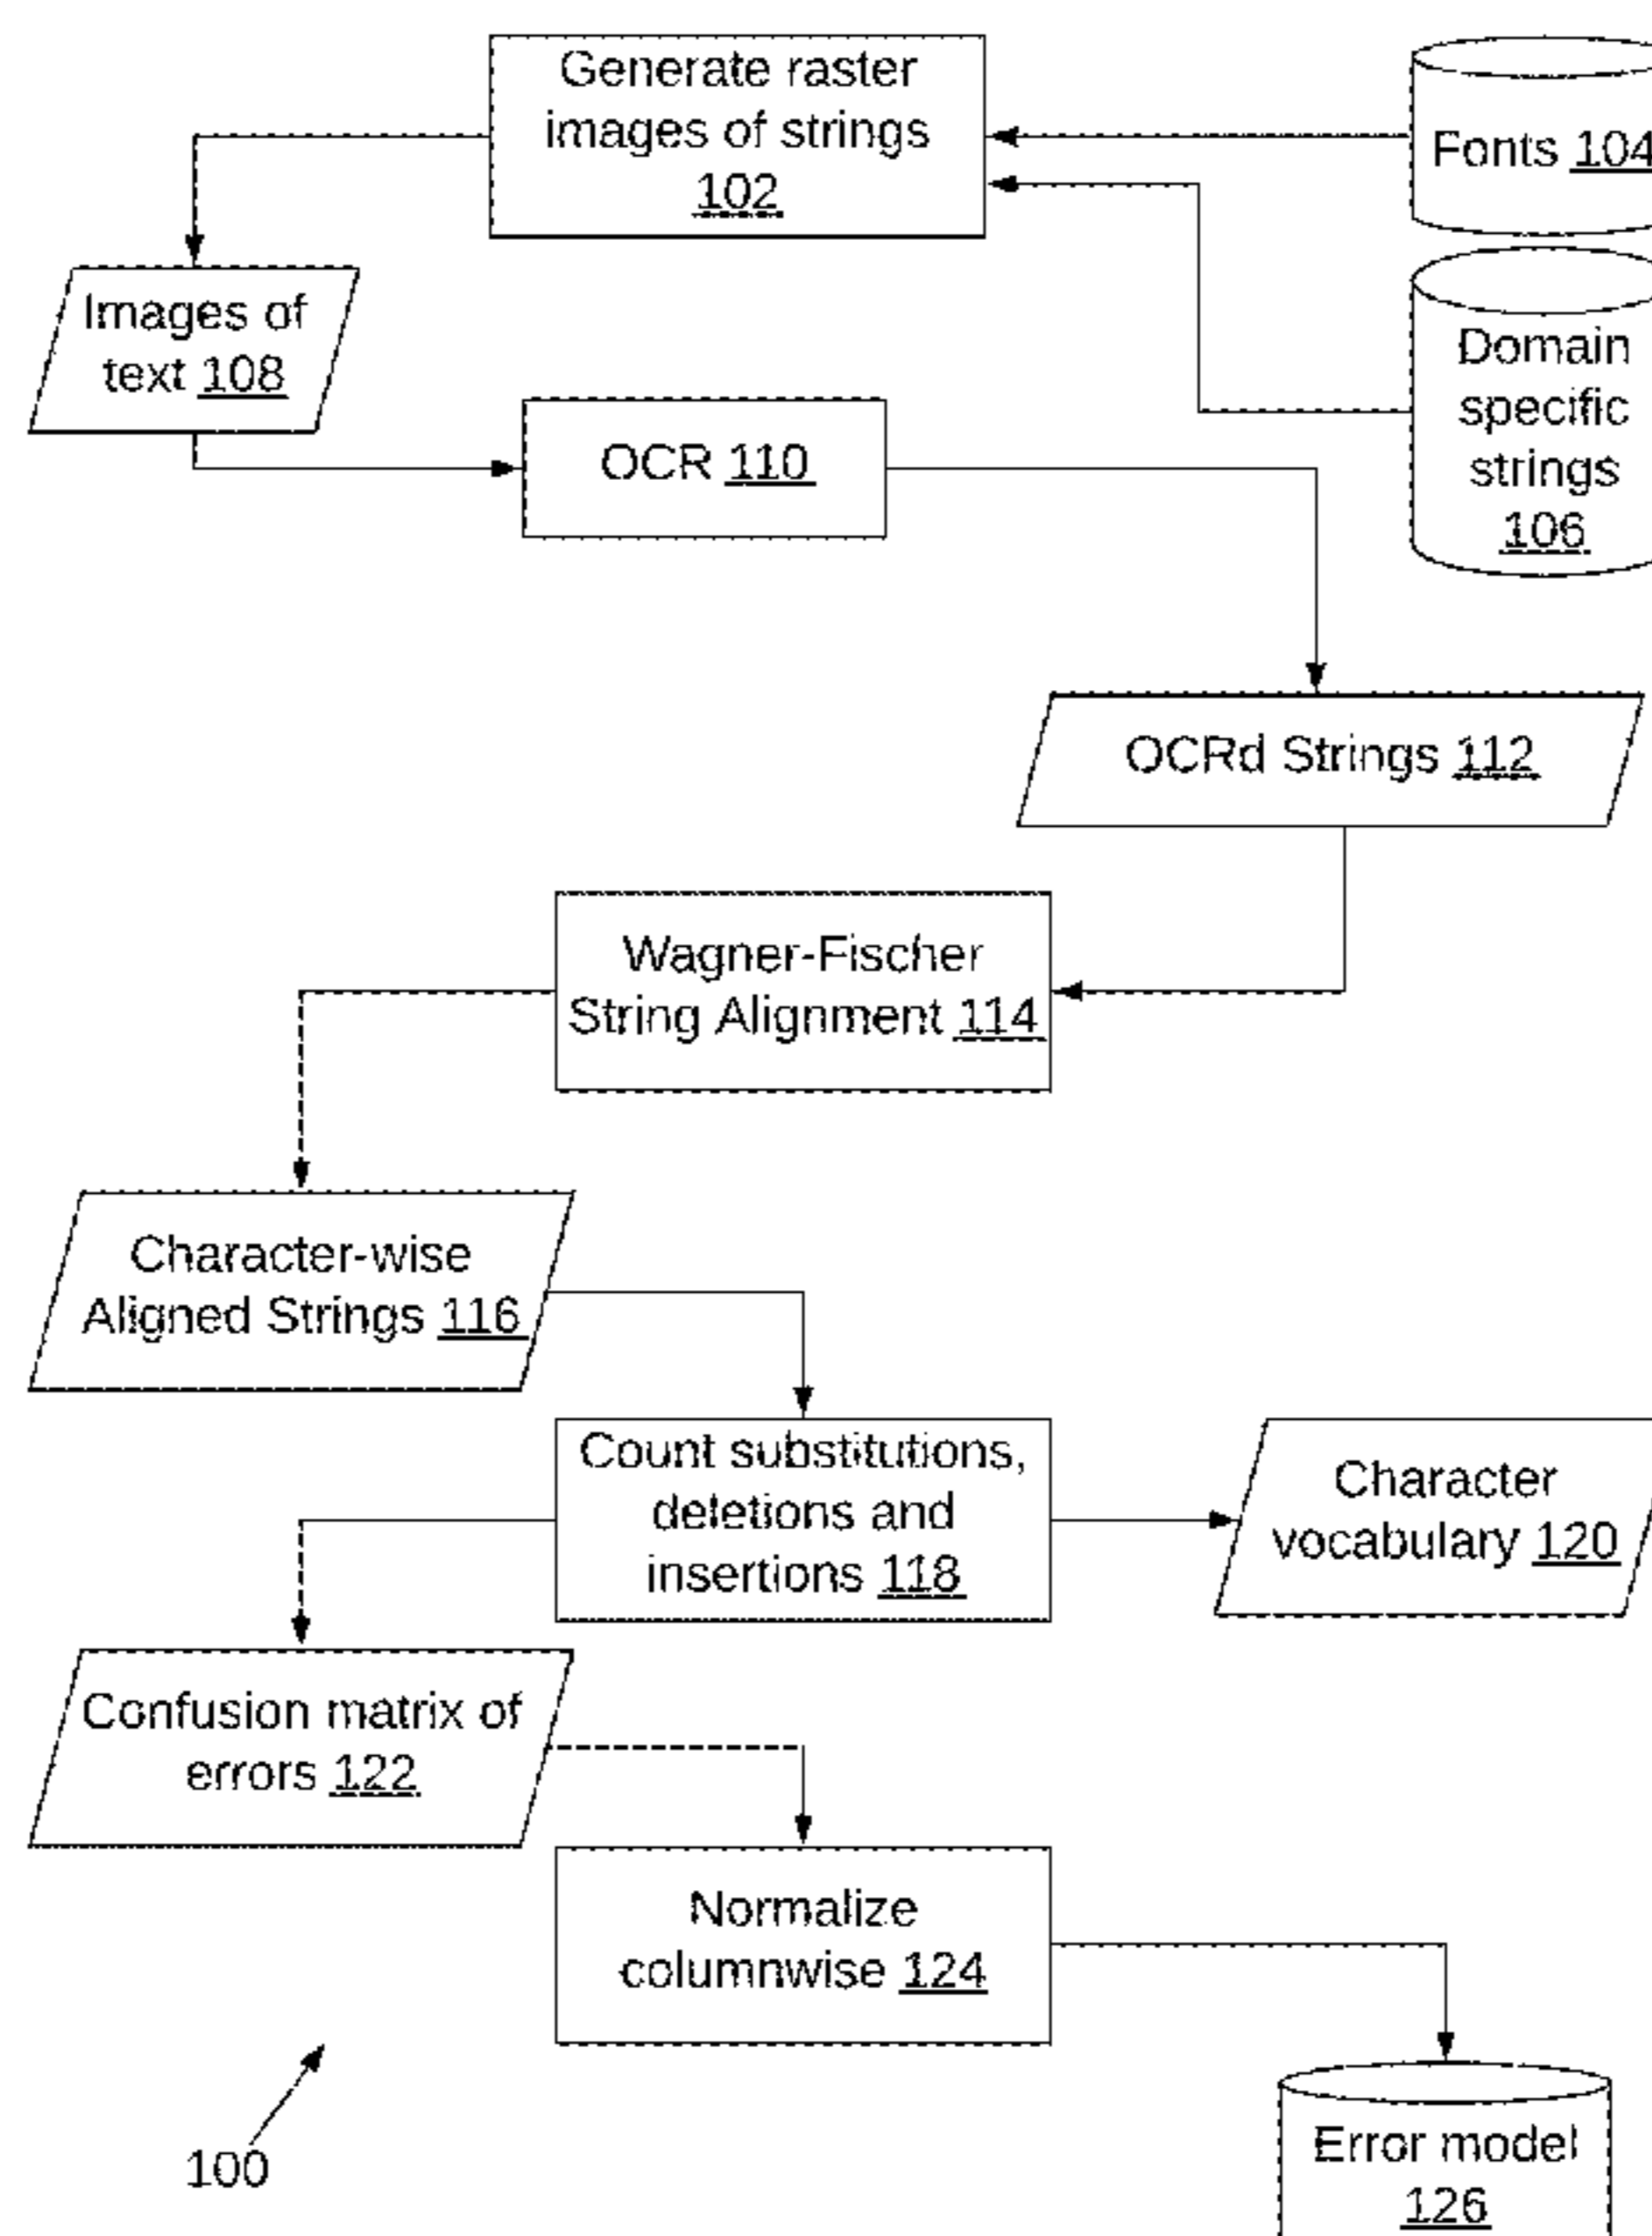 Generate raster
images of strings
102
Fonts 104
Images of
text 108
Domain
specific
strings
106
OCR 110
OCRd Strings 112
Wagner-Fischer
String Alignment 114
Character-wise
Aligned Strings 116
Count substitutions,
deletions and
insertions 118
Character
vocabulary 120
Confusion matrix of
errors 122
Normalize
columnwise 124
Error model
126
100